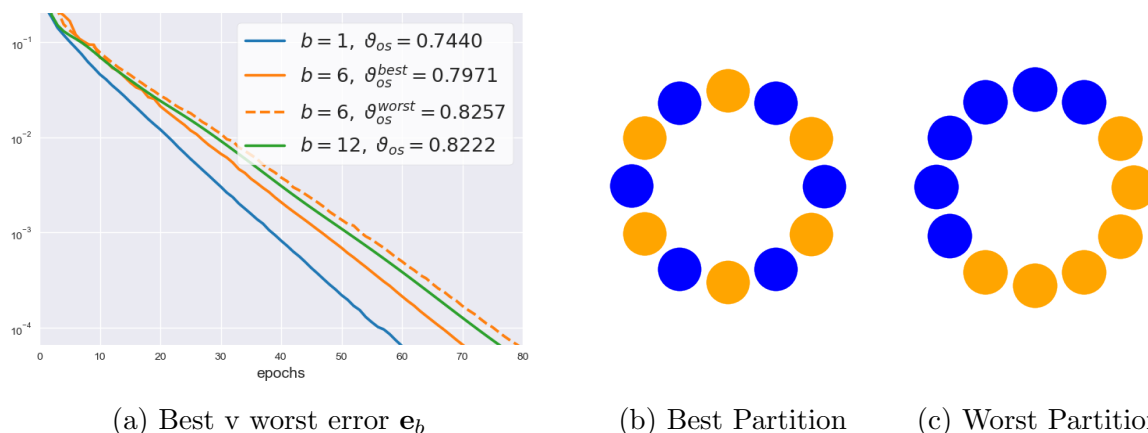 10⁻¹
10⁻²
10⁻³
10⁻⁴
b = 1, ϑ_os = 0.7440
b = 6, ϑ_os^best = 0.7971
b = 6, ϑ_os^worst = 0.8257
b = 12, ϑ_os = 0.8222
0 10 20 30 40 50 60 70 80
epochs
(a) Best v worst error e_b
(b) Best Partition
(c) Worst Partitio